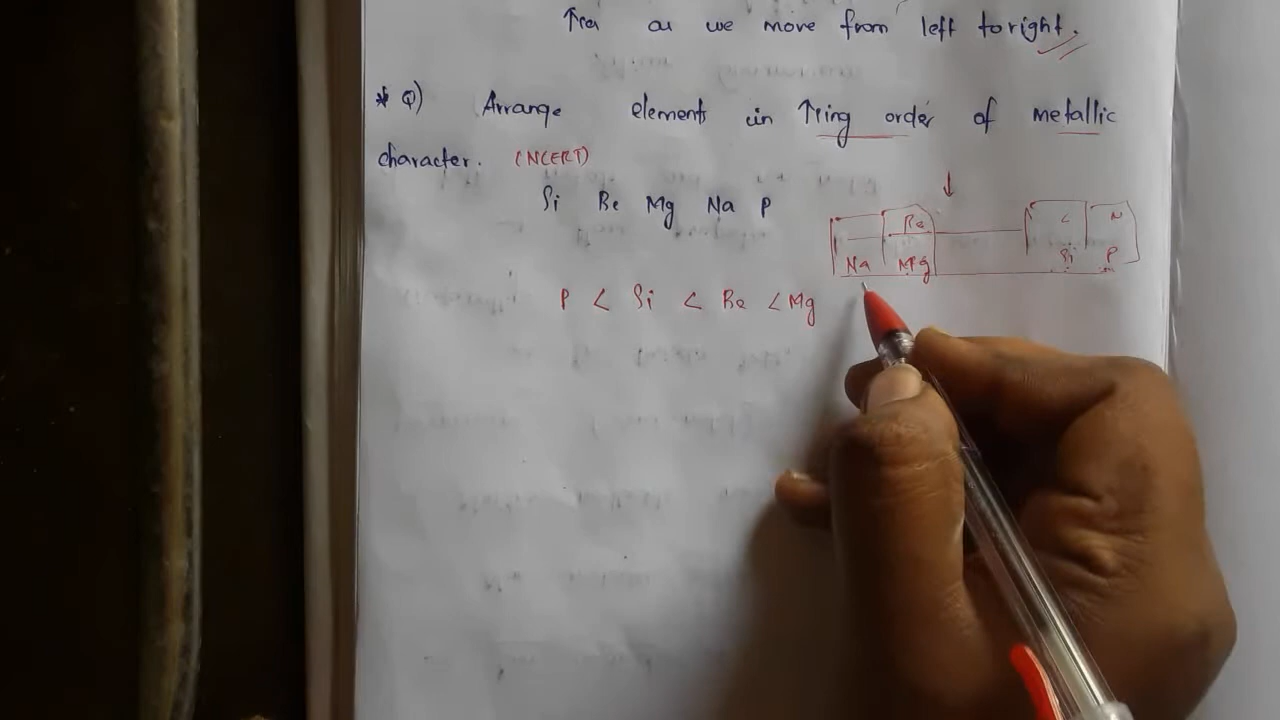 ↑ses as we move from left to right.
* Q) Arrange elements in ↑ing order of metallic
character. (NCERT)
Si Be Mg Na P
Be C N
Na Mg Si P
P < Si < Be < Mg